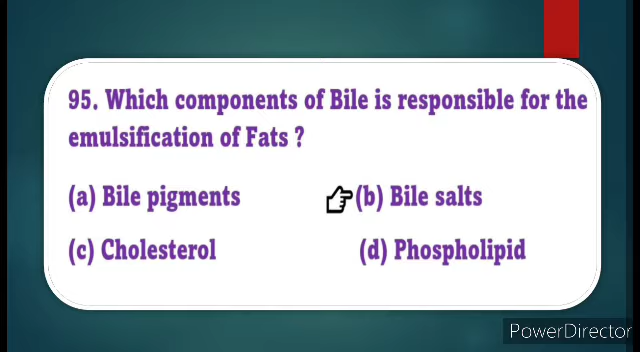 95. Which components of Bile is responsible for the
emulsification of Fats ?
(a) Bile pigments (b) Bile salts
(c) Cholesterol (d) Phospholipid
PowerDirector